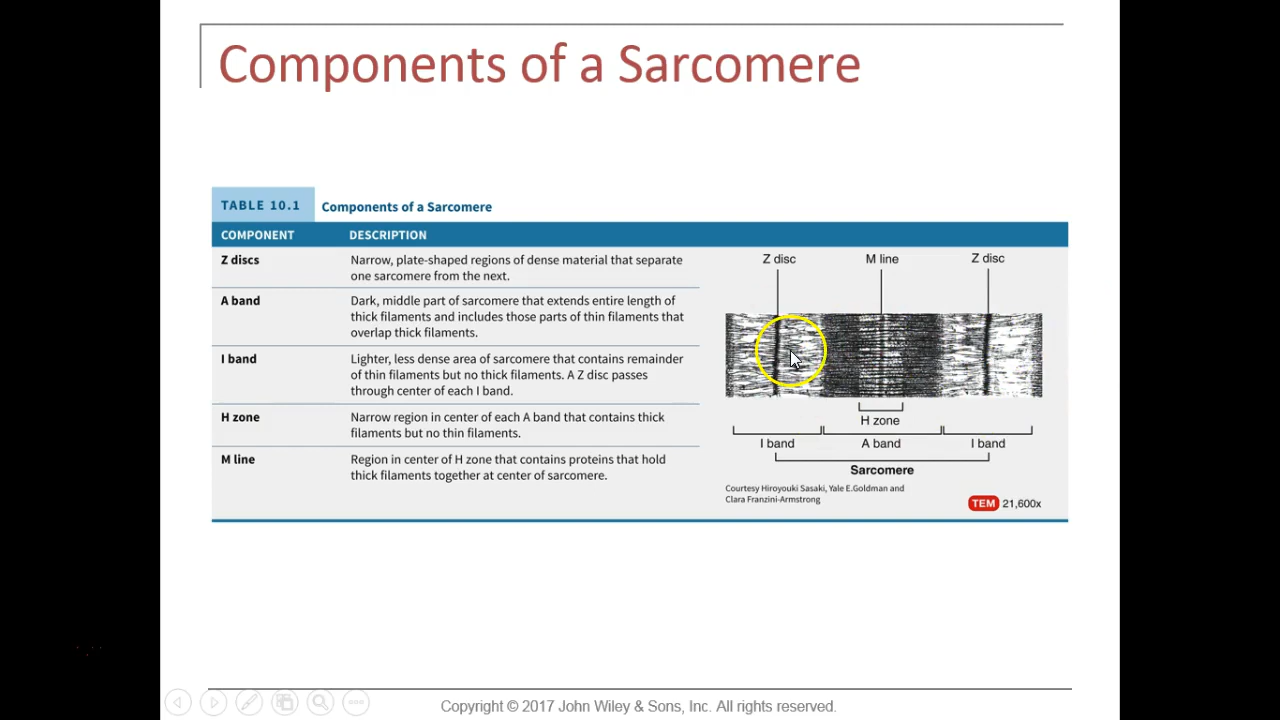 Components of a Sarcomere
TABLE 10.1 Components of a Sarcomere
COMPONENT DESCRIPTION
Z discs Narrow, plate-shaped regions of dense material that separate
one sarcomere from the next.
A band Dark, middle part of sarcomere that extends entire length of
thick filaments and includes those parts of thin filaments that
overlap thick filaments.
I band Lighter, less dense area of sarcomere that contains remainder
of thin filaments but no thick filaments. A Z disc passes
through center of each I band.
H zone Narrow region in center of each A band that contains thick
filaments but no thin filaments.
M line Region in center of H zone that contains proteins that hold
thick filaments together at center of sarcomere.
Z disc M line Z disc
H zone
I band A band I band
Sarcomere
Courtesy Hiroyouki Sasaki, Yale E.Goldman and
Clara Franzini-Armstrong
TEM 21,600x
Copyright © 2017 John Wiley & Sons, Inc. All rights reserved.